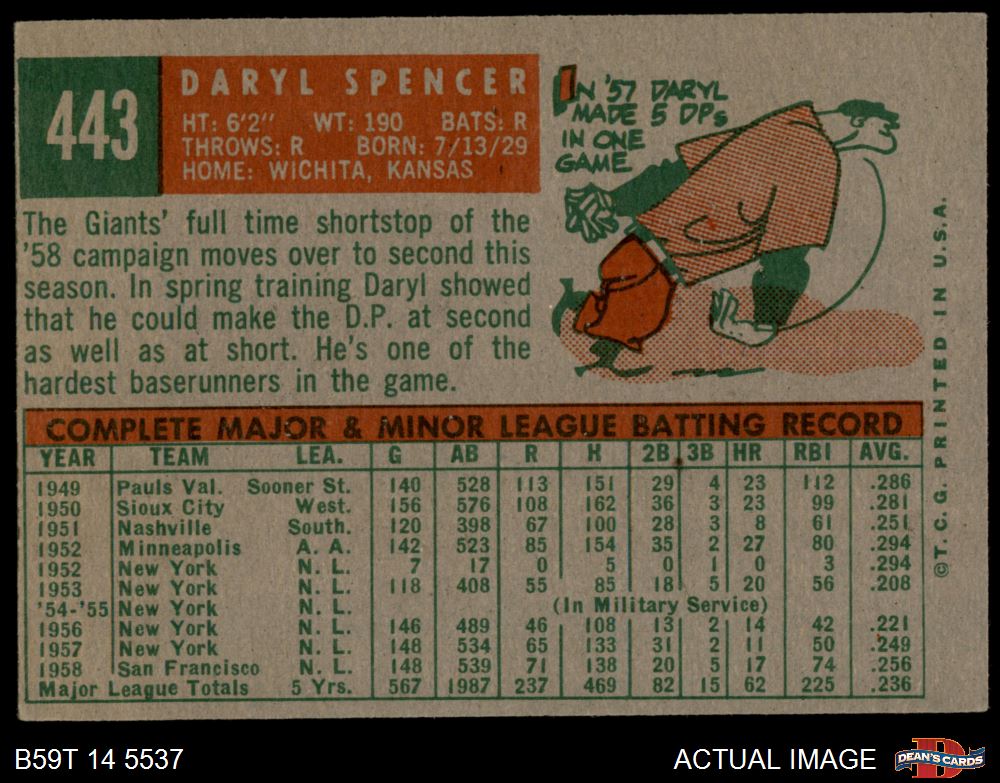 443
DARYL SPENCER
HT: 6'2" WT: 190 BATS: R
THROWS: R BORN: 7/13/29
HOME: WICHITA, KANSAS
IN '57 DARYL
MADE 5 DPs
IN ONE
GAME
The Giants' full time shortstop of the
'58 campaign moves over to second this
season. In spring training Daryl showed
that he could make the D.P. at second
as well as at short. He's one of the
hardest baserunners in the game.
COMPLETE MAJOR & MINOR LEAGUE BATTING RECORD
YEAR TEAM LEA. G AB R H 2B 3B HR RBI AVG.
1949 Pauls Val. Sooner St. 140 528 113 151 29 4 23 112 .286
1950 Sioux City West. 156 576 108 162 36 3 23 99 .281
1951 Nashville South. 120 398 67 100 28 3 8 61 .251
1952 Minneapolis A. A. 142 523 85 154 35 2 27 80 .294
1952 New York N. L. 7 17 0 5 0 1 0 3 .294
1953 New York N. L. 118 408 55 85 18 5 20 56 .208
'54-'55 New York N. L. (In Military Service)
1956 New York N. L. 146 489 46 108 13 2 14 42 .221
1957 New York N. L. 148 534 65 133 31 2 11 50 .249
1958 San Francisco N. L. 148 539 71 138 20 5 17 74 .256
Major League Totals 5 Yrs. 567 1987 237 469 82 15 62 225 .236
©T. C. G. PRINTED IN U.S.A.
B59T 14 5537
ACTUAL IMAGE
D
DEAN'S CARDS